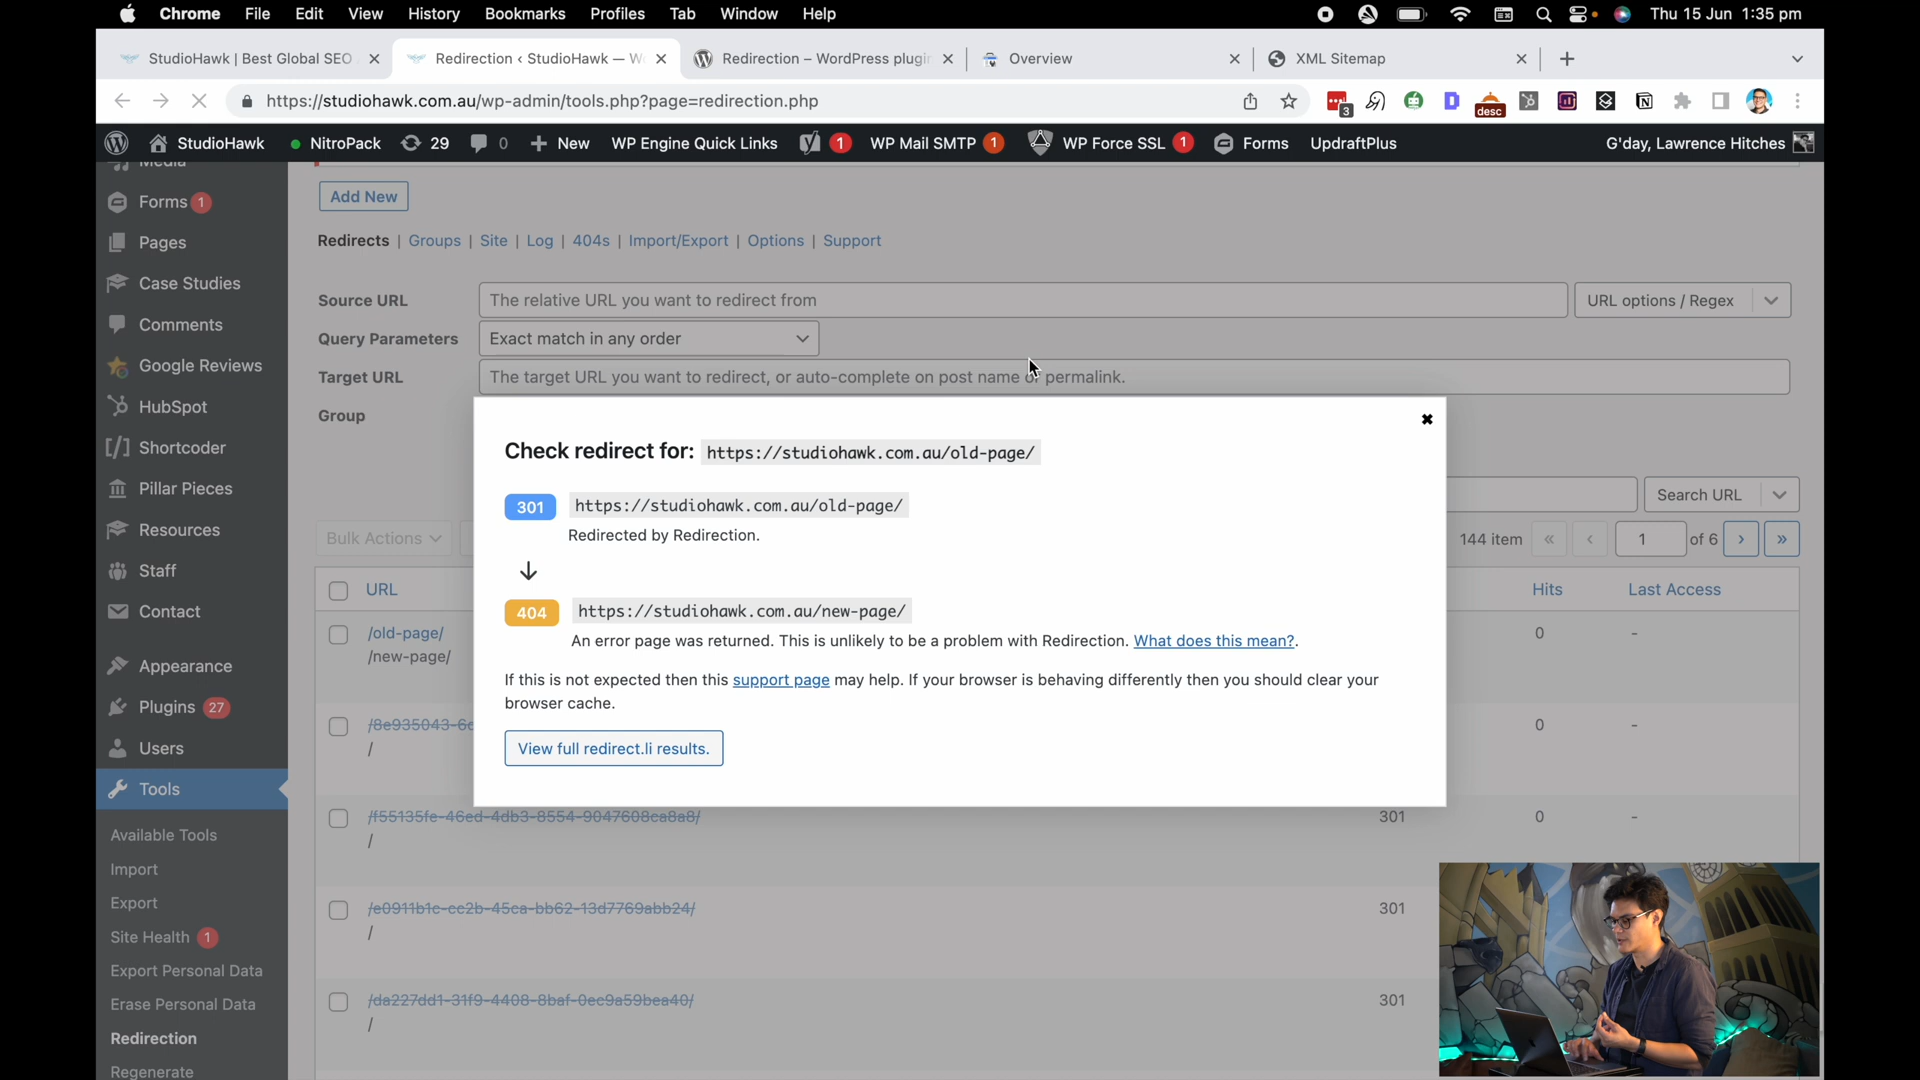 Chrome File Edit View History Bookmarks Profiles Tab Window Help Thu 15 Jun 1:35 pm
StudioHawk | Best Global SEO Redirection ‹ StudioHawk — W Redirection – WordPress plugin Overview XML Sitemap
https://studiohawk.com.au/wp-admin/tools.php?page=redirection.php 3 desc
StudioHawk NitroPack 29 0 New WP Engine Quick Links 1 WP Mail SMTP 1 WP Force SSL 1 Forms UpdraftPlus G'day, Lawrence Hitches
Media
Forms 1
Pages
Case Studies
Comments
Google Reviews
HubSpot
Shortcoder
Pillar Pieces
Resources
Staff
Contact
Appearance
Plugins 27
Users
Tools
Available Tools
Import
Export
Site Health 1
Export Personal Data
Erase Personal Data
Redirection
Regenerate
Add New
Redirects | Groups | Site | Log | 404s | Import/Export | Options | Support
Source URL The relative URL you want to redirect from URL options / Regex
Query Parameters Exact match in any order
Target URL The target URL you want to redirect, or auto-complete on post name or permalink.
Group
Check redirect for: https://studiohawk.com.au/old-page/
301 https://studiohawk.com.au/old-page/
Redirected by Redirection.
404 https://studiohawk.com.au/new-page/
An error page was returned. This is unlikely to be a problem with Redirection. What does this mean?.
If this is not expected then this support page may help. If your browser is behaving differently then you should clear your
browser cache.
View full redirect.li results.
Search URL
Bulk Actions 144 item « ‹ 1 of 6 › »
URL Hits Last Access
/old-page/ 0 -
/new-page/
/8e935043-6c 0 -
/
/f55135fe-46ed-4db3-8554-9047608ca8a8/ 301 0 -
/
/e0911b1c-cc2b-45ca-bb62-13d7769abb24/ 301
/
/da227dd1-31f9-4408-8baf-0ec9a59bea40/ 301
/